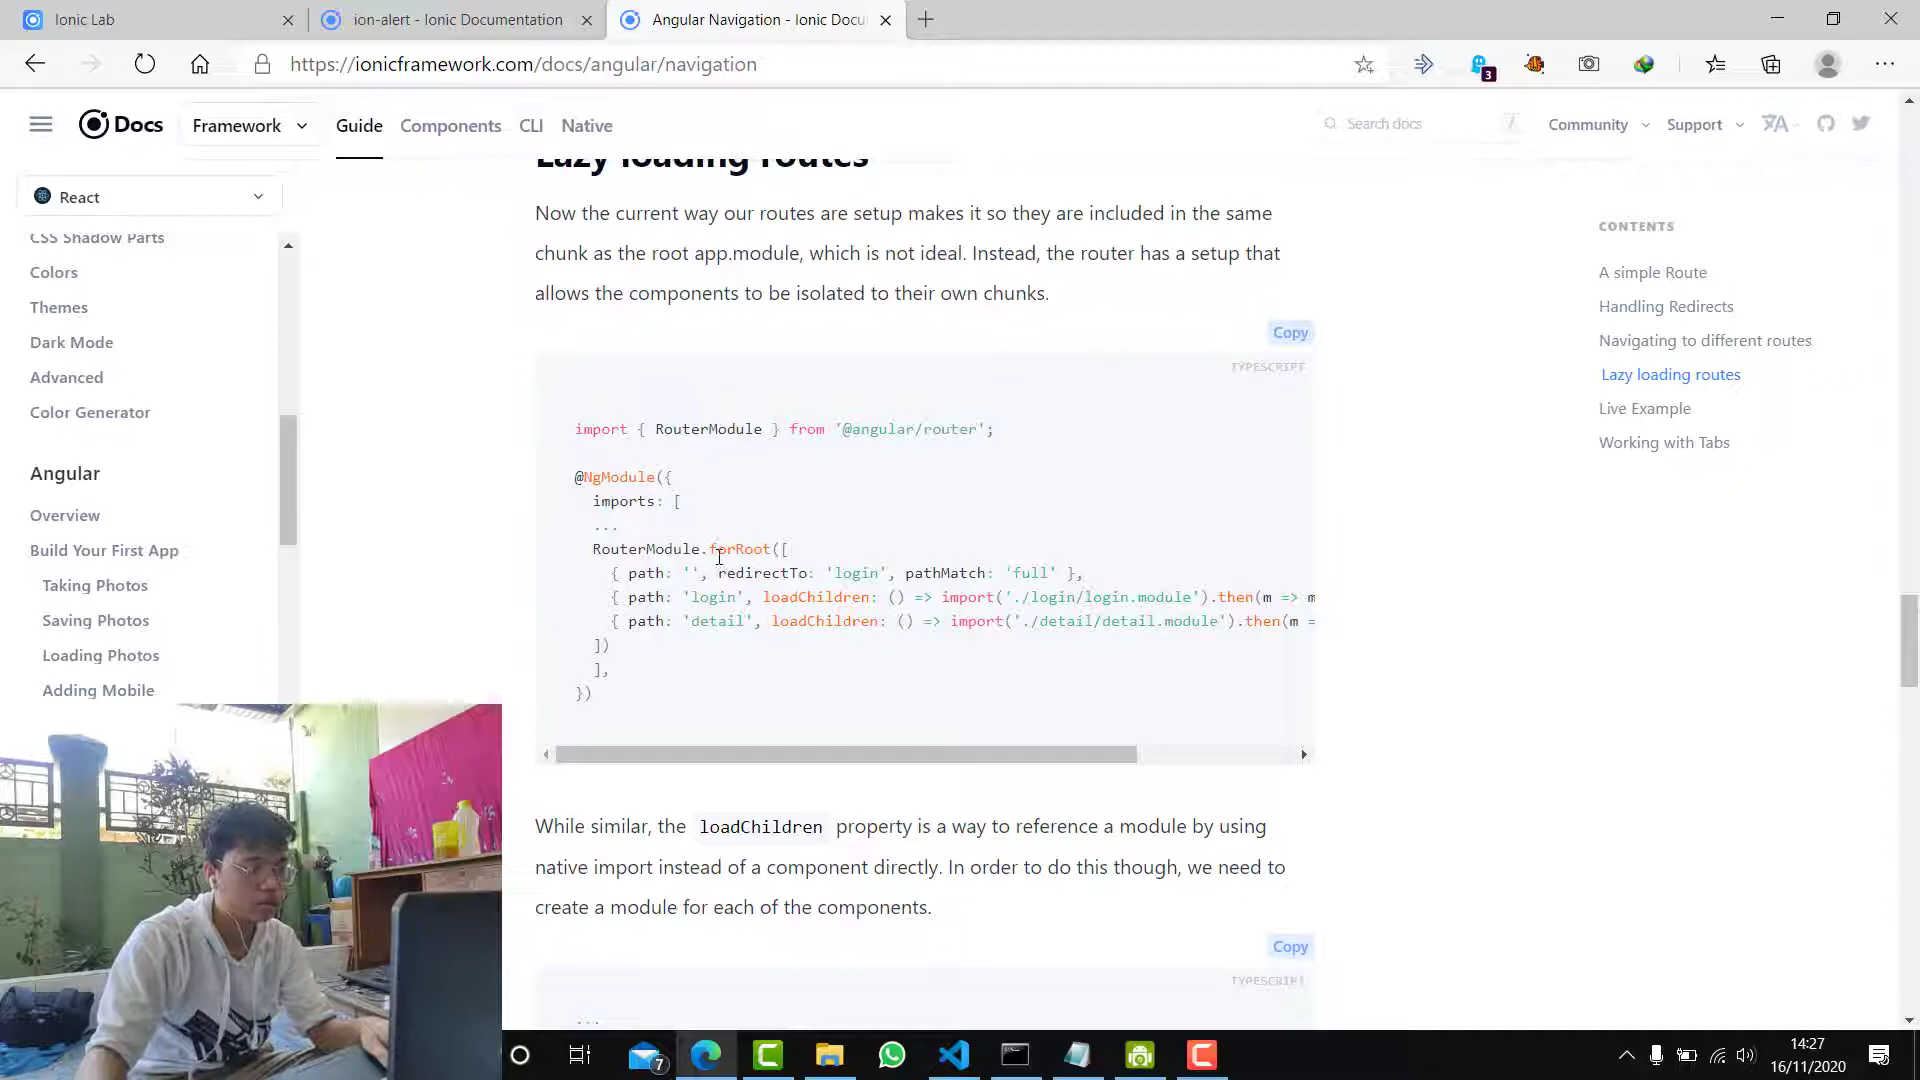 Ionic Lab
ion-alert - Ionic Documentation
Angular Navigation - Ionic Docu
https://ionicframework.com/docs/angular/navigation
3
Docs
Framework
Guide
Components
CLI
Native
Search docs
/
Community
Support
React
CSS Shadow Parts
Colors
Themes
Dark Mode
Advanced
Color Generator
Angular
Overview
Build Your First App
Taking Photos
Saving Photos
Loading Photos
Adding Mobile
Lazy loading routes
Now the current way our routes are setup makes it so they are included in the same
chunk as the root app.module, which is not ideal. Instead, the router has a setup that
allows the components to be isolated to their own chunks.
Copy
TYPESCRIPT
import { RouterModule } from '@angular/router';
@NgModule({
imports: [
...
RouterModule.forRoot([
{ path: '', redirectTo: 'login', pathMatch: 'full' },
{ path: 'login', loadChildren: () => import('./login/login.module').then(m => m
{ path: 'detail', loadChildren: () => import('./detail/detail.module').then(m =
])
],
})
While similar, the loadChildren property is a way to reference a module by using
native import instead of a component directly. In order to do this though, we need to
create a module for each of the components.
Copy
TYPESCRIPT
...
CONTENTS
A simple Route
Handling Redirects
Navigating to different routes
Lazy loading routes
Live Example
Working with Tabs
7
14:27
16/11/2020